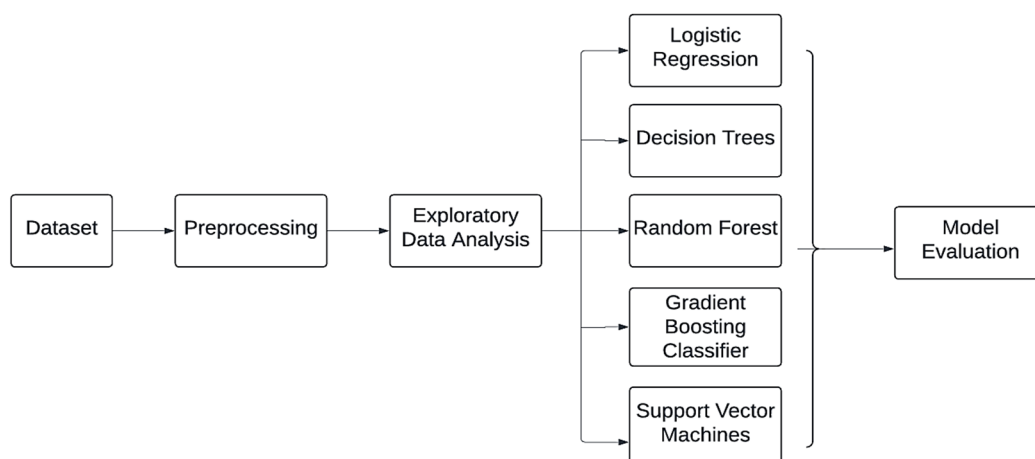 Dataset
Preprocessing
Exploratory
Data Analysis
Logistic
Regression
Decision Trees
Random Forest
Gradient
Boosting
Classifier
Support Vector
Machines
Model
Evaluation